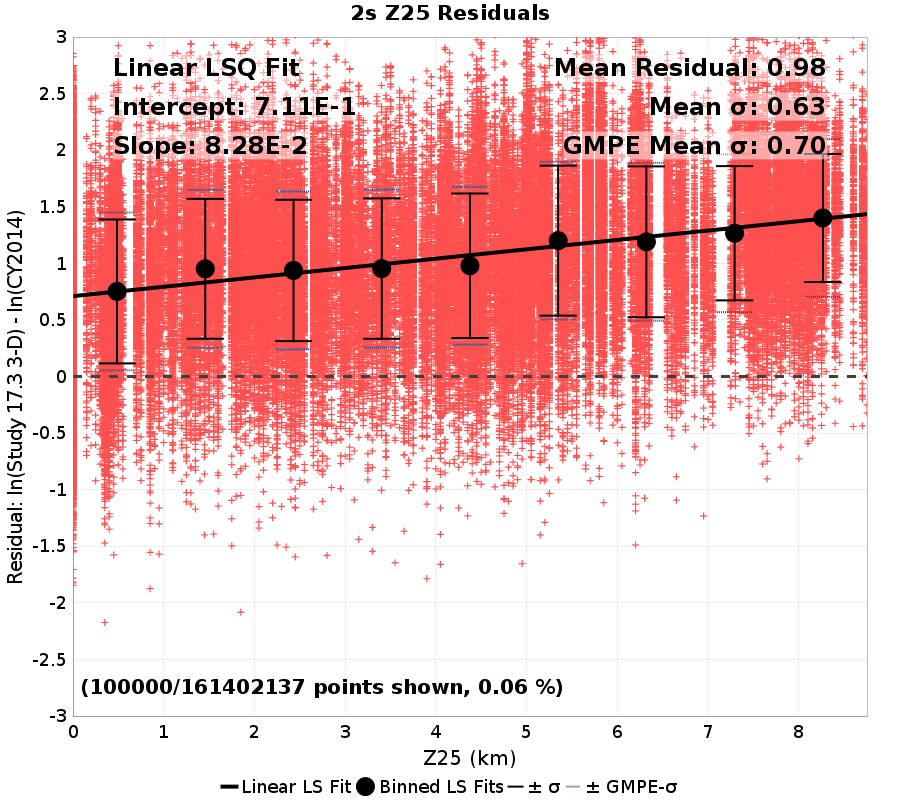 2s Z25 Residuals
Linear LSQ Fit
Intercept: 7.11E-1
Slope: 8.28E-2
Mean Residual: 0.98
Mean σ: 0.63
GMPE Mean σ: 0.70
Residual: ln(Study 17.3 3-D) - ln(CY2014)
3
2.5
2
1.5
1
0.5
0
-0.5
-1
-1.5
-2
-2.5
-3
(100000/161402137 points shown, 0.06 %)
0 1 2 3 4 5 6 7 8
Z25 (km)
Linear LS Fit Binned LS Fits ± σ ± GMPE-σ